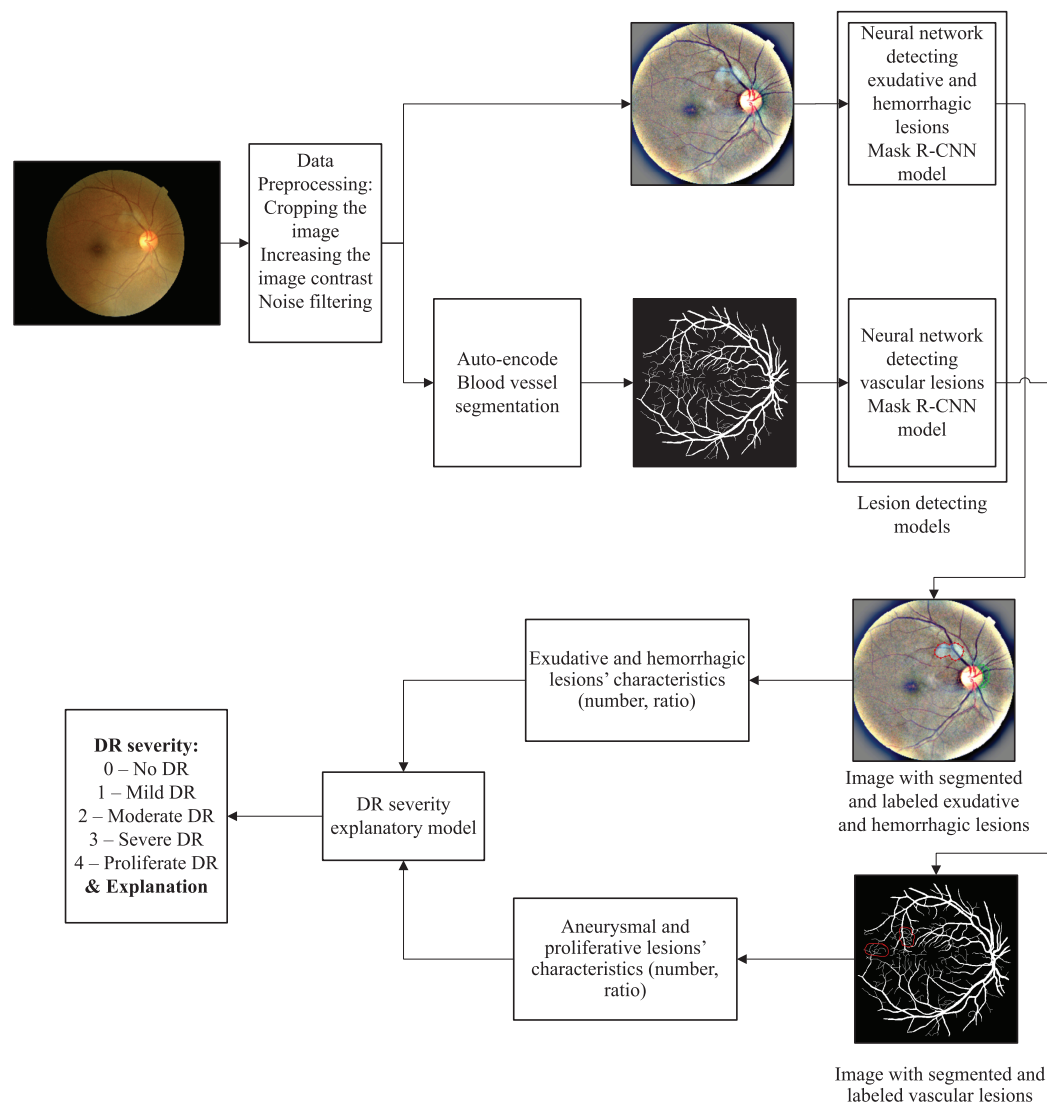 Data
Preprocessing:
Cropping the
image
Increasing the
image contrast
Noise filtering
Neural network
detecting
exudative and
hemorrhagic
lesions
Mask R-CNN
model
Auto-encode
Blood vessel
segmentation
Neural network
detecting
vascular lesions
Mask R-CNN
model
Lesion detecting
models
Exudative and hemorrhagic
lesions’ characteristics
(number, ratio)
Image with segmented
and labeled exudative
and hemorrhagic lesions
DR severity:
0 – No DR
1 – Mild DR
2 – Moderate DR
3 – Severe DR
4 – Proliferate DR
& Explanation
DR severity
explanatory model
Aneurysmal and
proliferative lesions’
characteristics (number,
ratio)
Image with segmented and
labeled vascular lesions